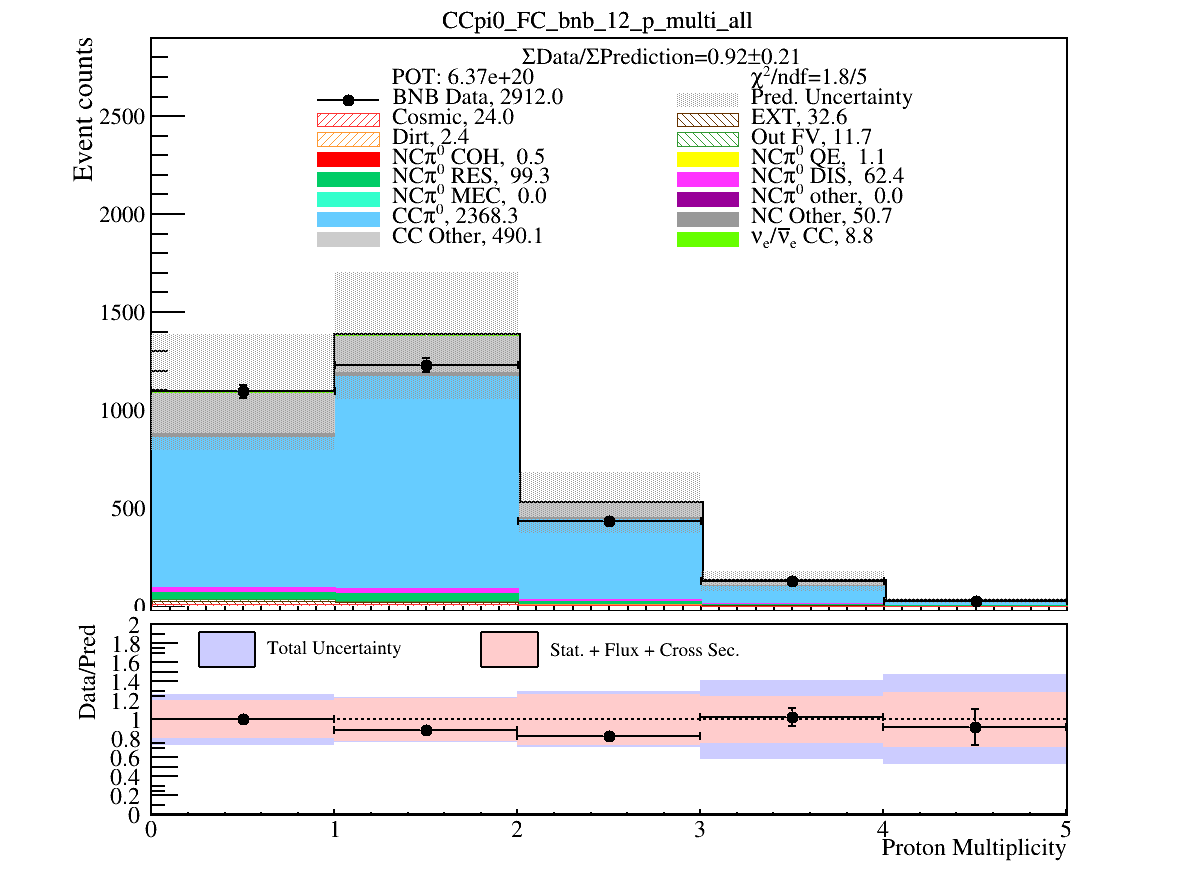 CCpi0_FC_bnb_12_p_multi_all
ΣData/ΣPrediction=0.92±0.21
POT: 6.37e+20
χ²/ndf=1.8/5
BNB Data, 2912.0
Pred. Uncertainty
Cosmic, 24.0
EXT, 32.6
Dirt, 2.4
Out FV, 11.7
NCπ⁰ COH, 0.5
NCπ⁰ QE, 1.1
NCπ⁰ RES, 99.3
NCπ⁰ DIS, 62.4
NCπ⁰ MEC, 0.0
NCπ⁰ other, 0.0
CCπ⁰, 2368.3
NC Other, 50.7
CC Other, 490.1
νₑ/ν̅ₑ CC, 8.8
Event counts
2500
2000
1500
1000
500
0
Total Uncertainty
Stat. + Flux + Cross Sec.
Data/Pred
2
1.8
1.6
1.4
1.2
1
0.8
0.6
0.4
0.2
0
0 1 2 3 4 5
Proton Multiplicity